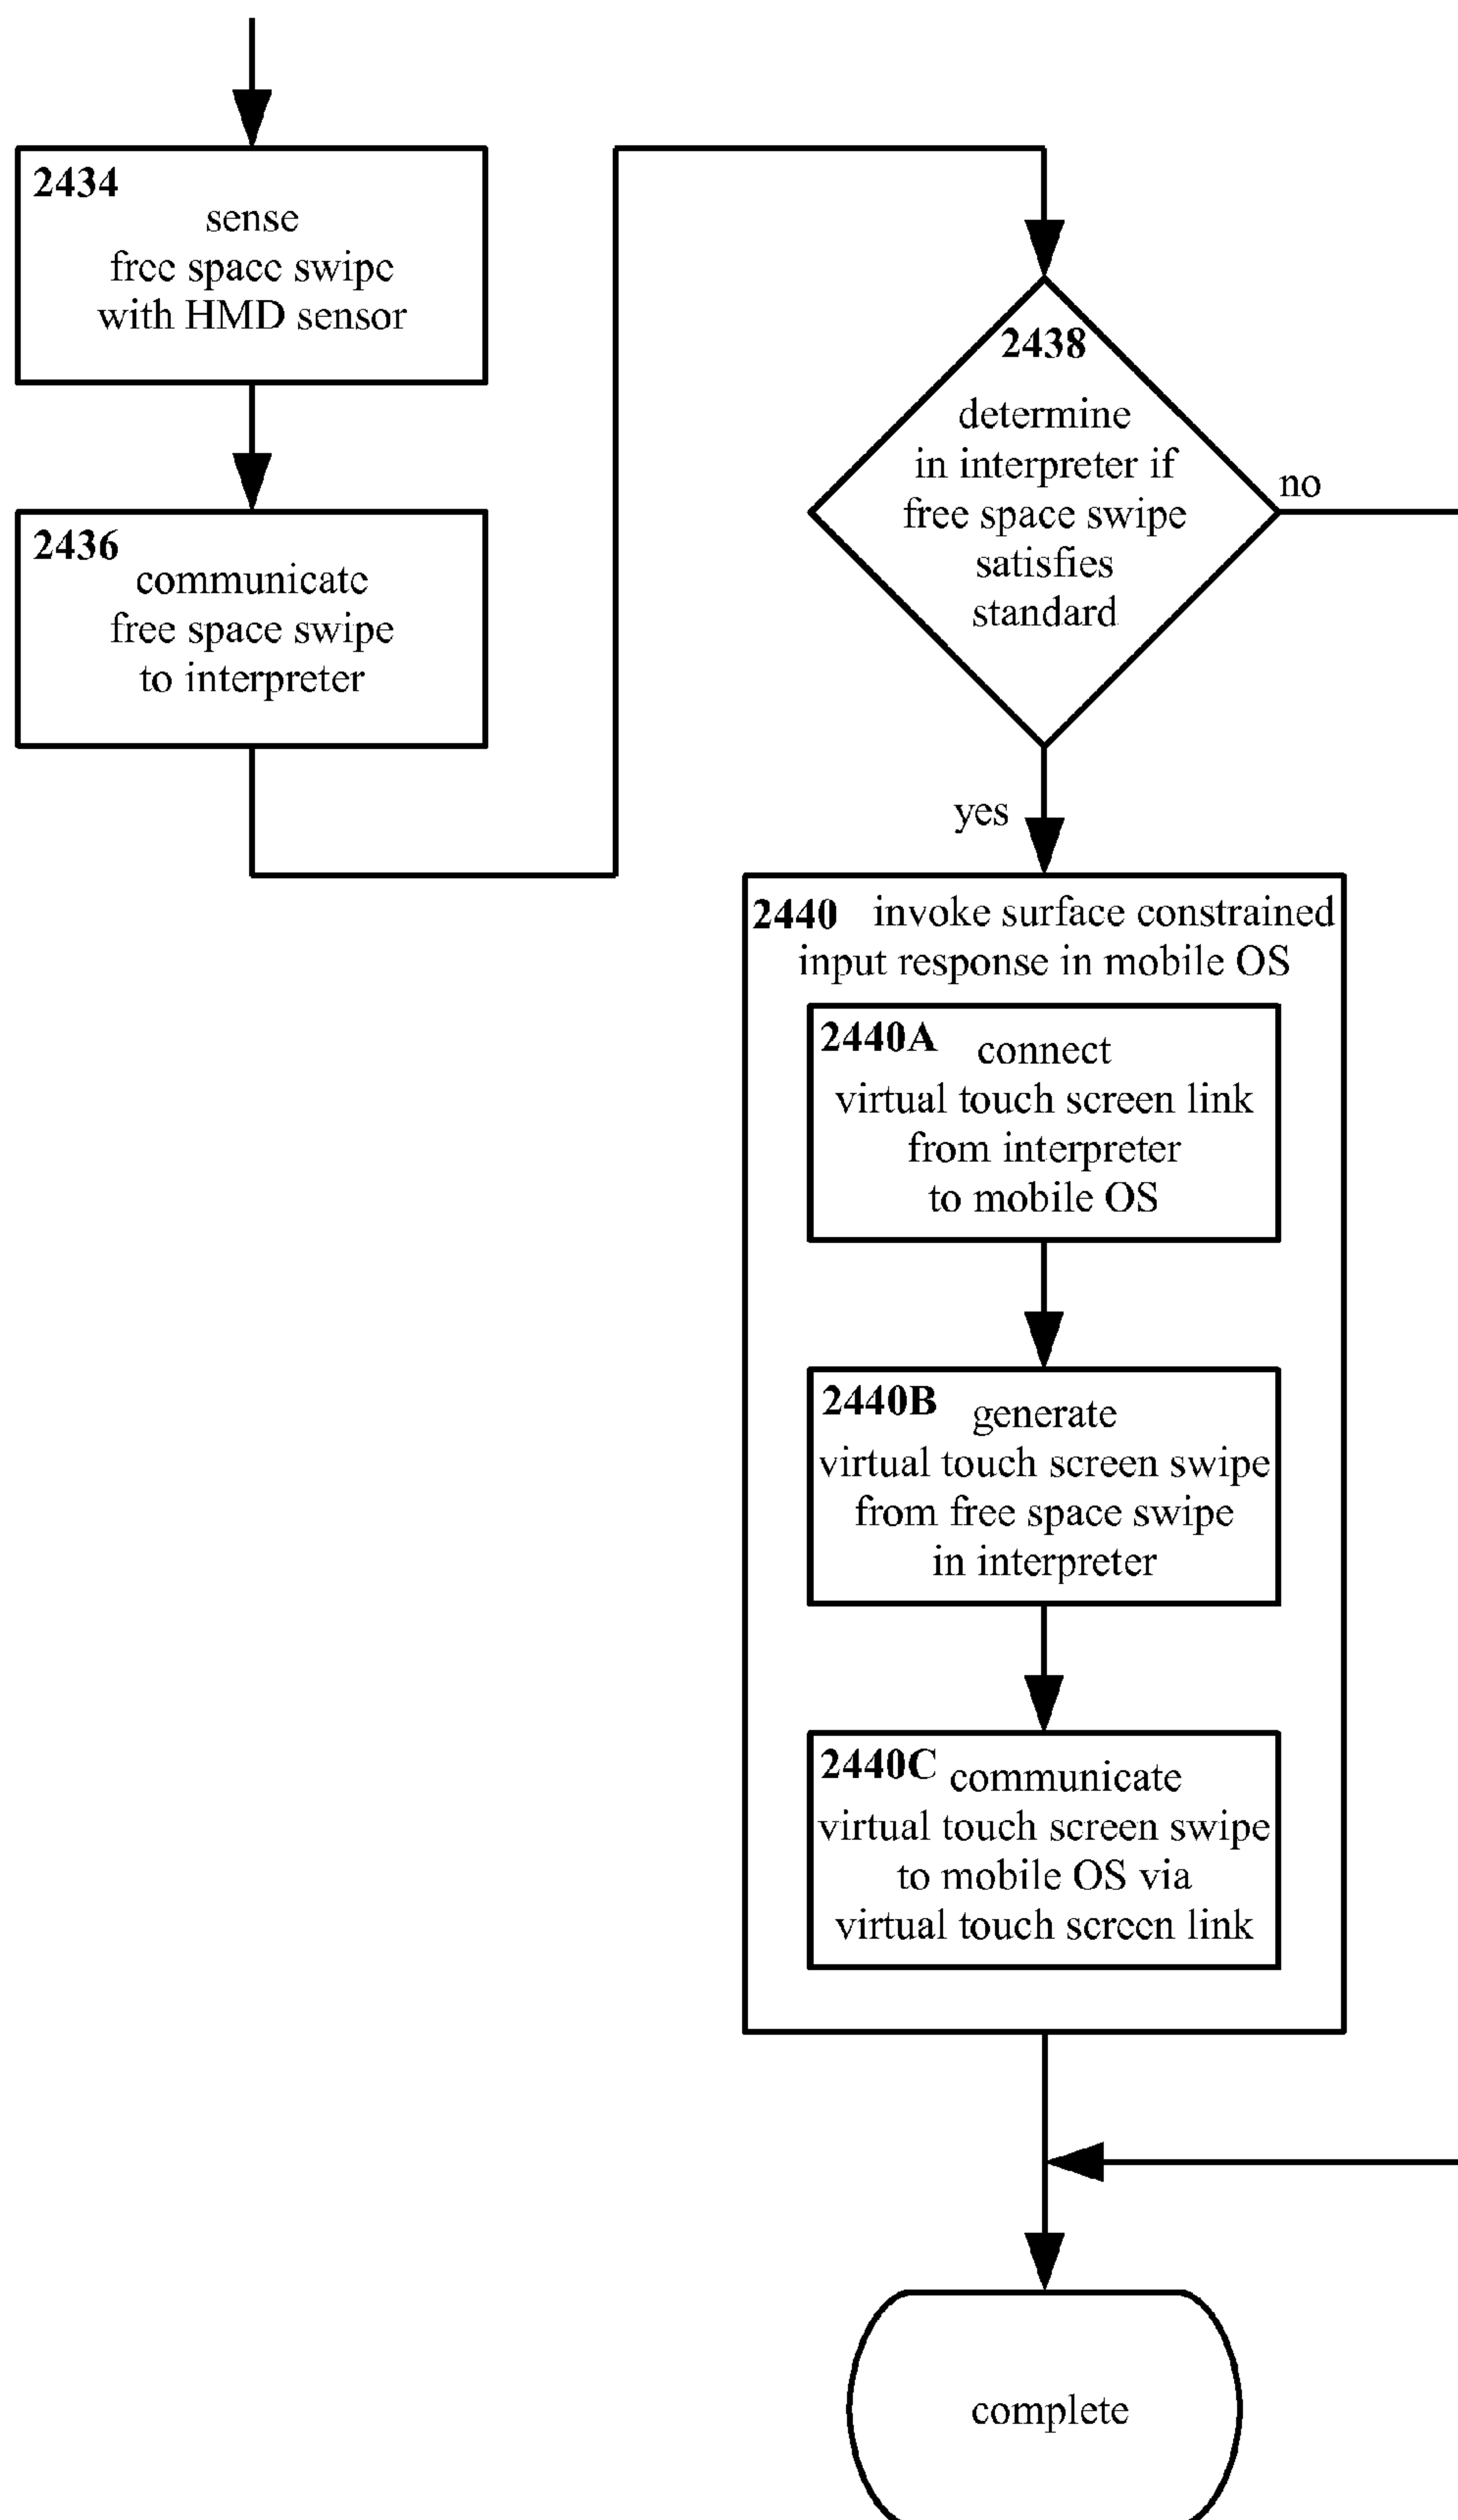 2434
sense
free space swipe
with HMD sensor
2436
communicate
free space swipe
to interpreter
2438
determine
in interpreter if
free space swipe
satisfies
standard
no
yes
2440 invoke surface constrained
input response in mobile OS
2440A connect
virtual touch screen link
from interpreter
to mobile OS
2440B generate
virtual touch screen swipe
from free space swipe
in interpreter
2440C communicate
virtual touch screen swipe
to mobile OS via
virtual touch screen link
complete